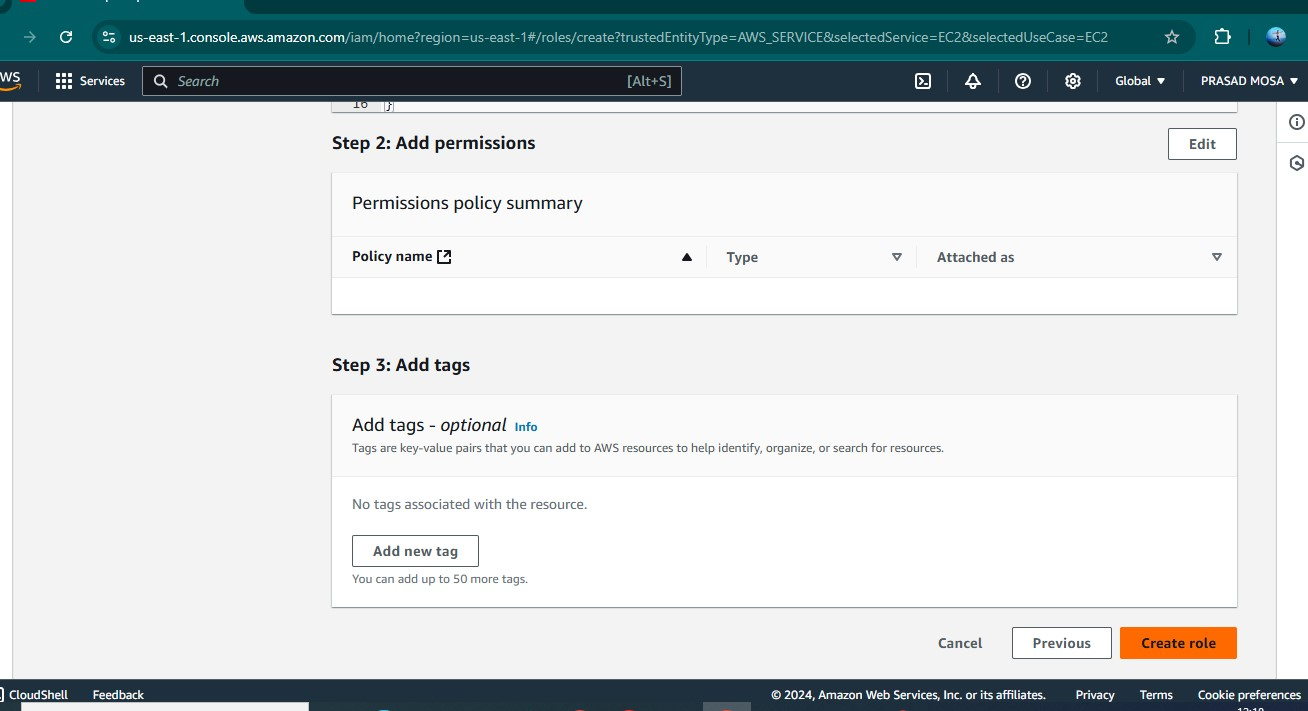 us-east-1.console.aws.amazon.com/iam/home?region=us-east-1#/roles/create?trustedEntityType=AWS_SERVICE&selectedService=EC2&selectedUseCase=EC2
Services
Search
[Alt+S]
Global
PRASAD MOSA
16 }
Step 2: Add permissions
Edit
Permissions policy summary
Policy name
Type
Attached as
Step 3: Add tags
Add tags - optional Info
Tags are key-value pairs that you can add to AWS resources to help identify, organize, or search for resources.
No tags associated with the resource.
Add new tag
You can add up to 50 more tags.
Cancel
Previous
Create role
CloudShell
Feedback
© 2024, Amazon Web Services, Inc. or its affiliates.
Privacy
Terms
Cookie preferences